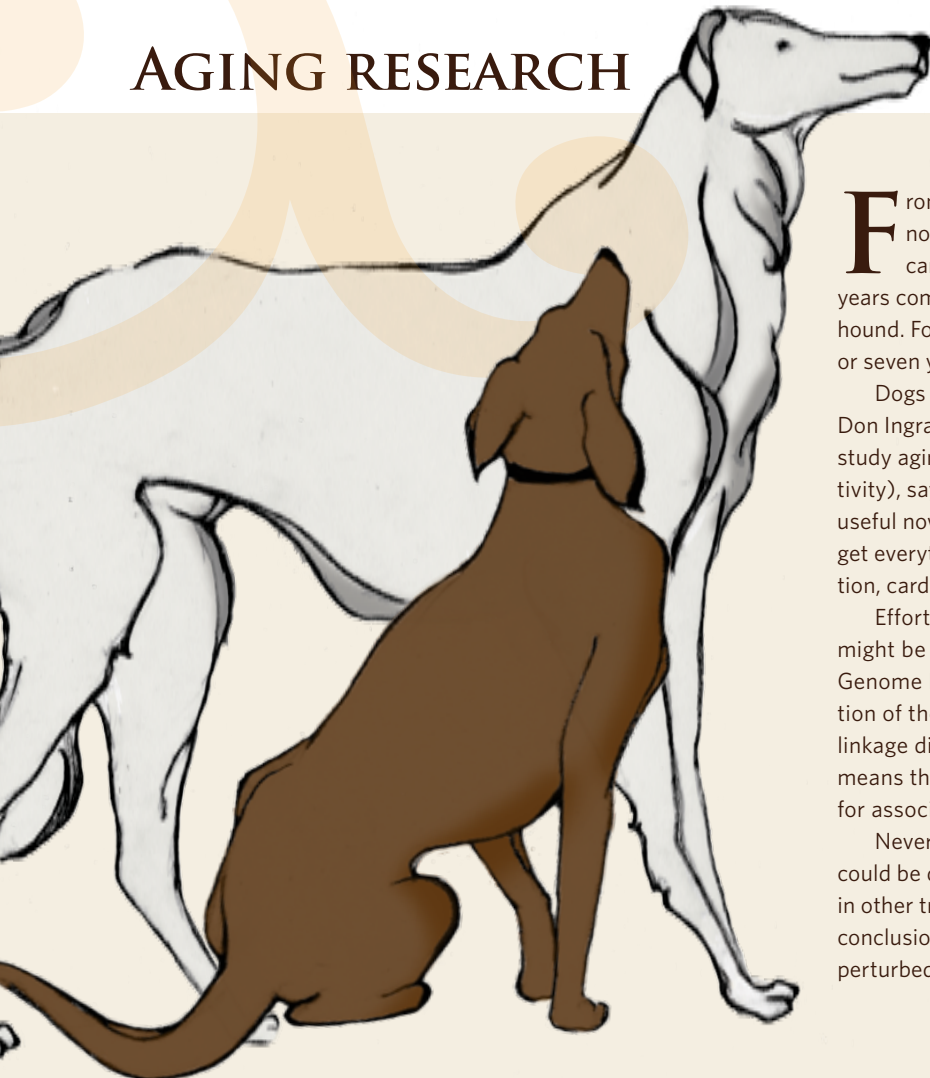 AGING RESEARCH
Fro
no
ca
years com
hound. Fo
or seven y
Dogs
Don Ingra
study agin
tivity), sa
useful nov
get everyt
tion, card
Effort
might be
Genome
tion of th
linkage di
means th
for assoc
Never
could be
in other tr
conclusio
perturbed